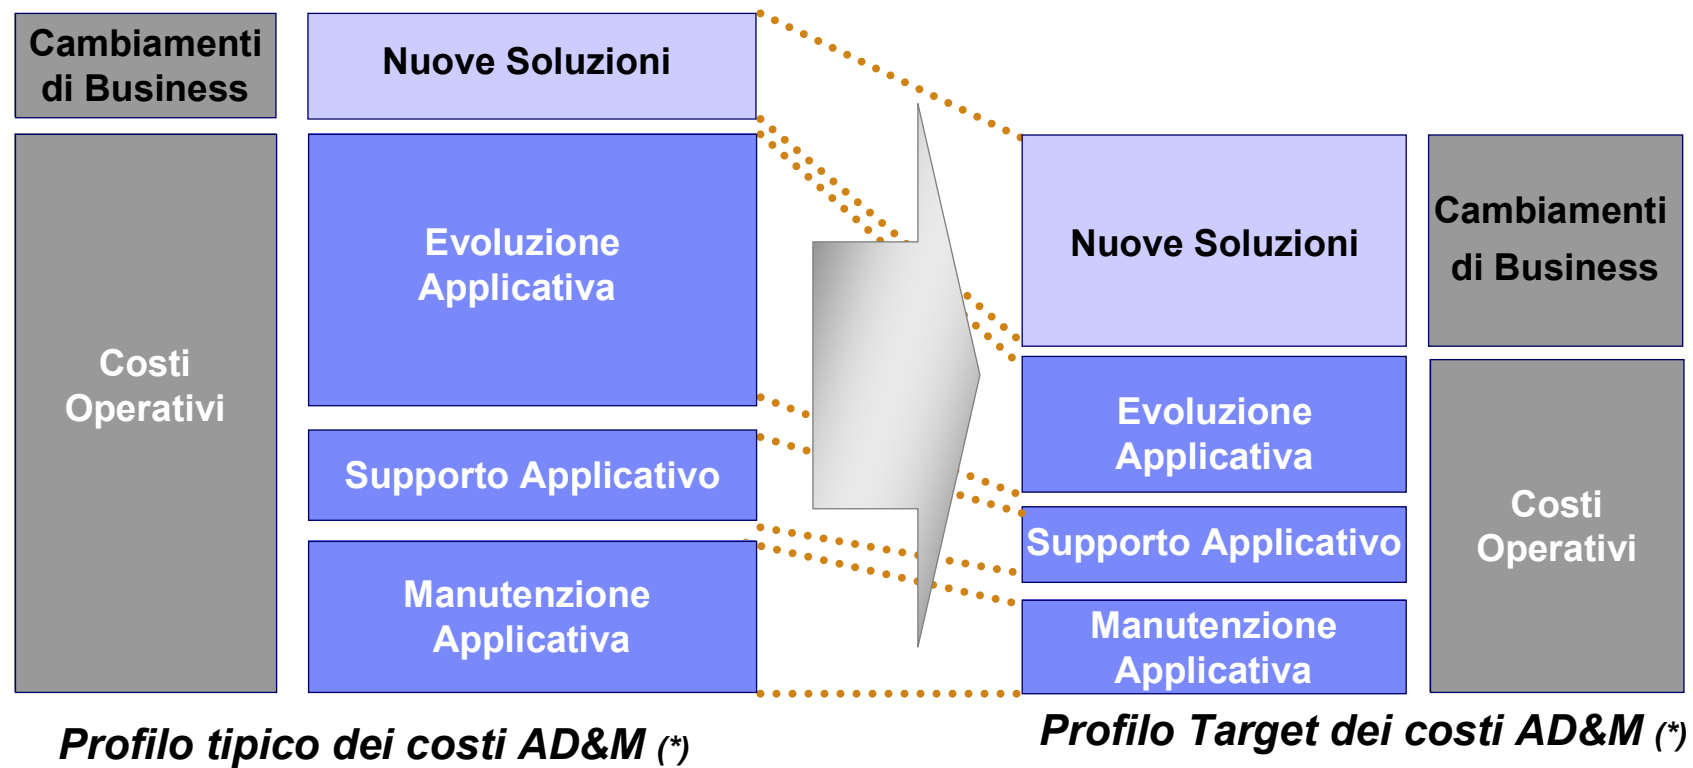 Cambiamenti
di Business
Nuove Soluzioni
Costi
Operativi
Evoluzione
Applicativa
Supporto Applicativo
Manutenzione
Applicativa
Profilo tipico dei costi AD&M (*)
Nuove Soluzioni
Cambiamenti
di Business
Evoluzione
Applicativa
Supporto Applicativo
Manutenzione
Applicativa
Costi
Operativi
Profilo Target dei costi AD&M (*)